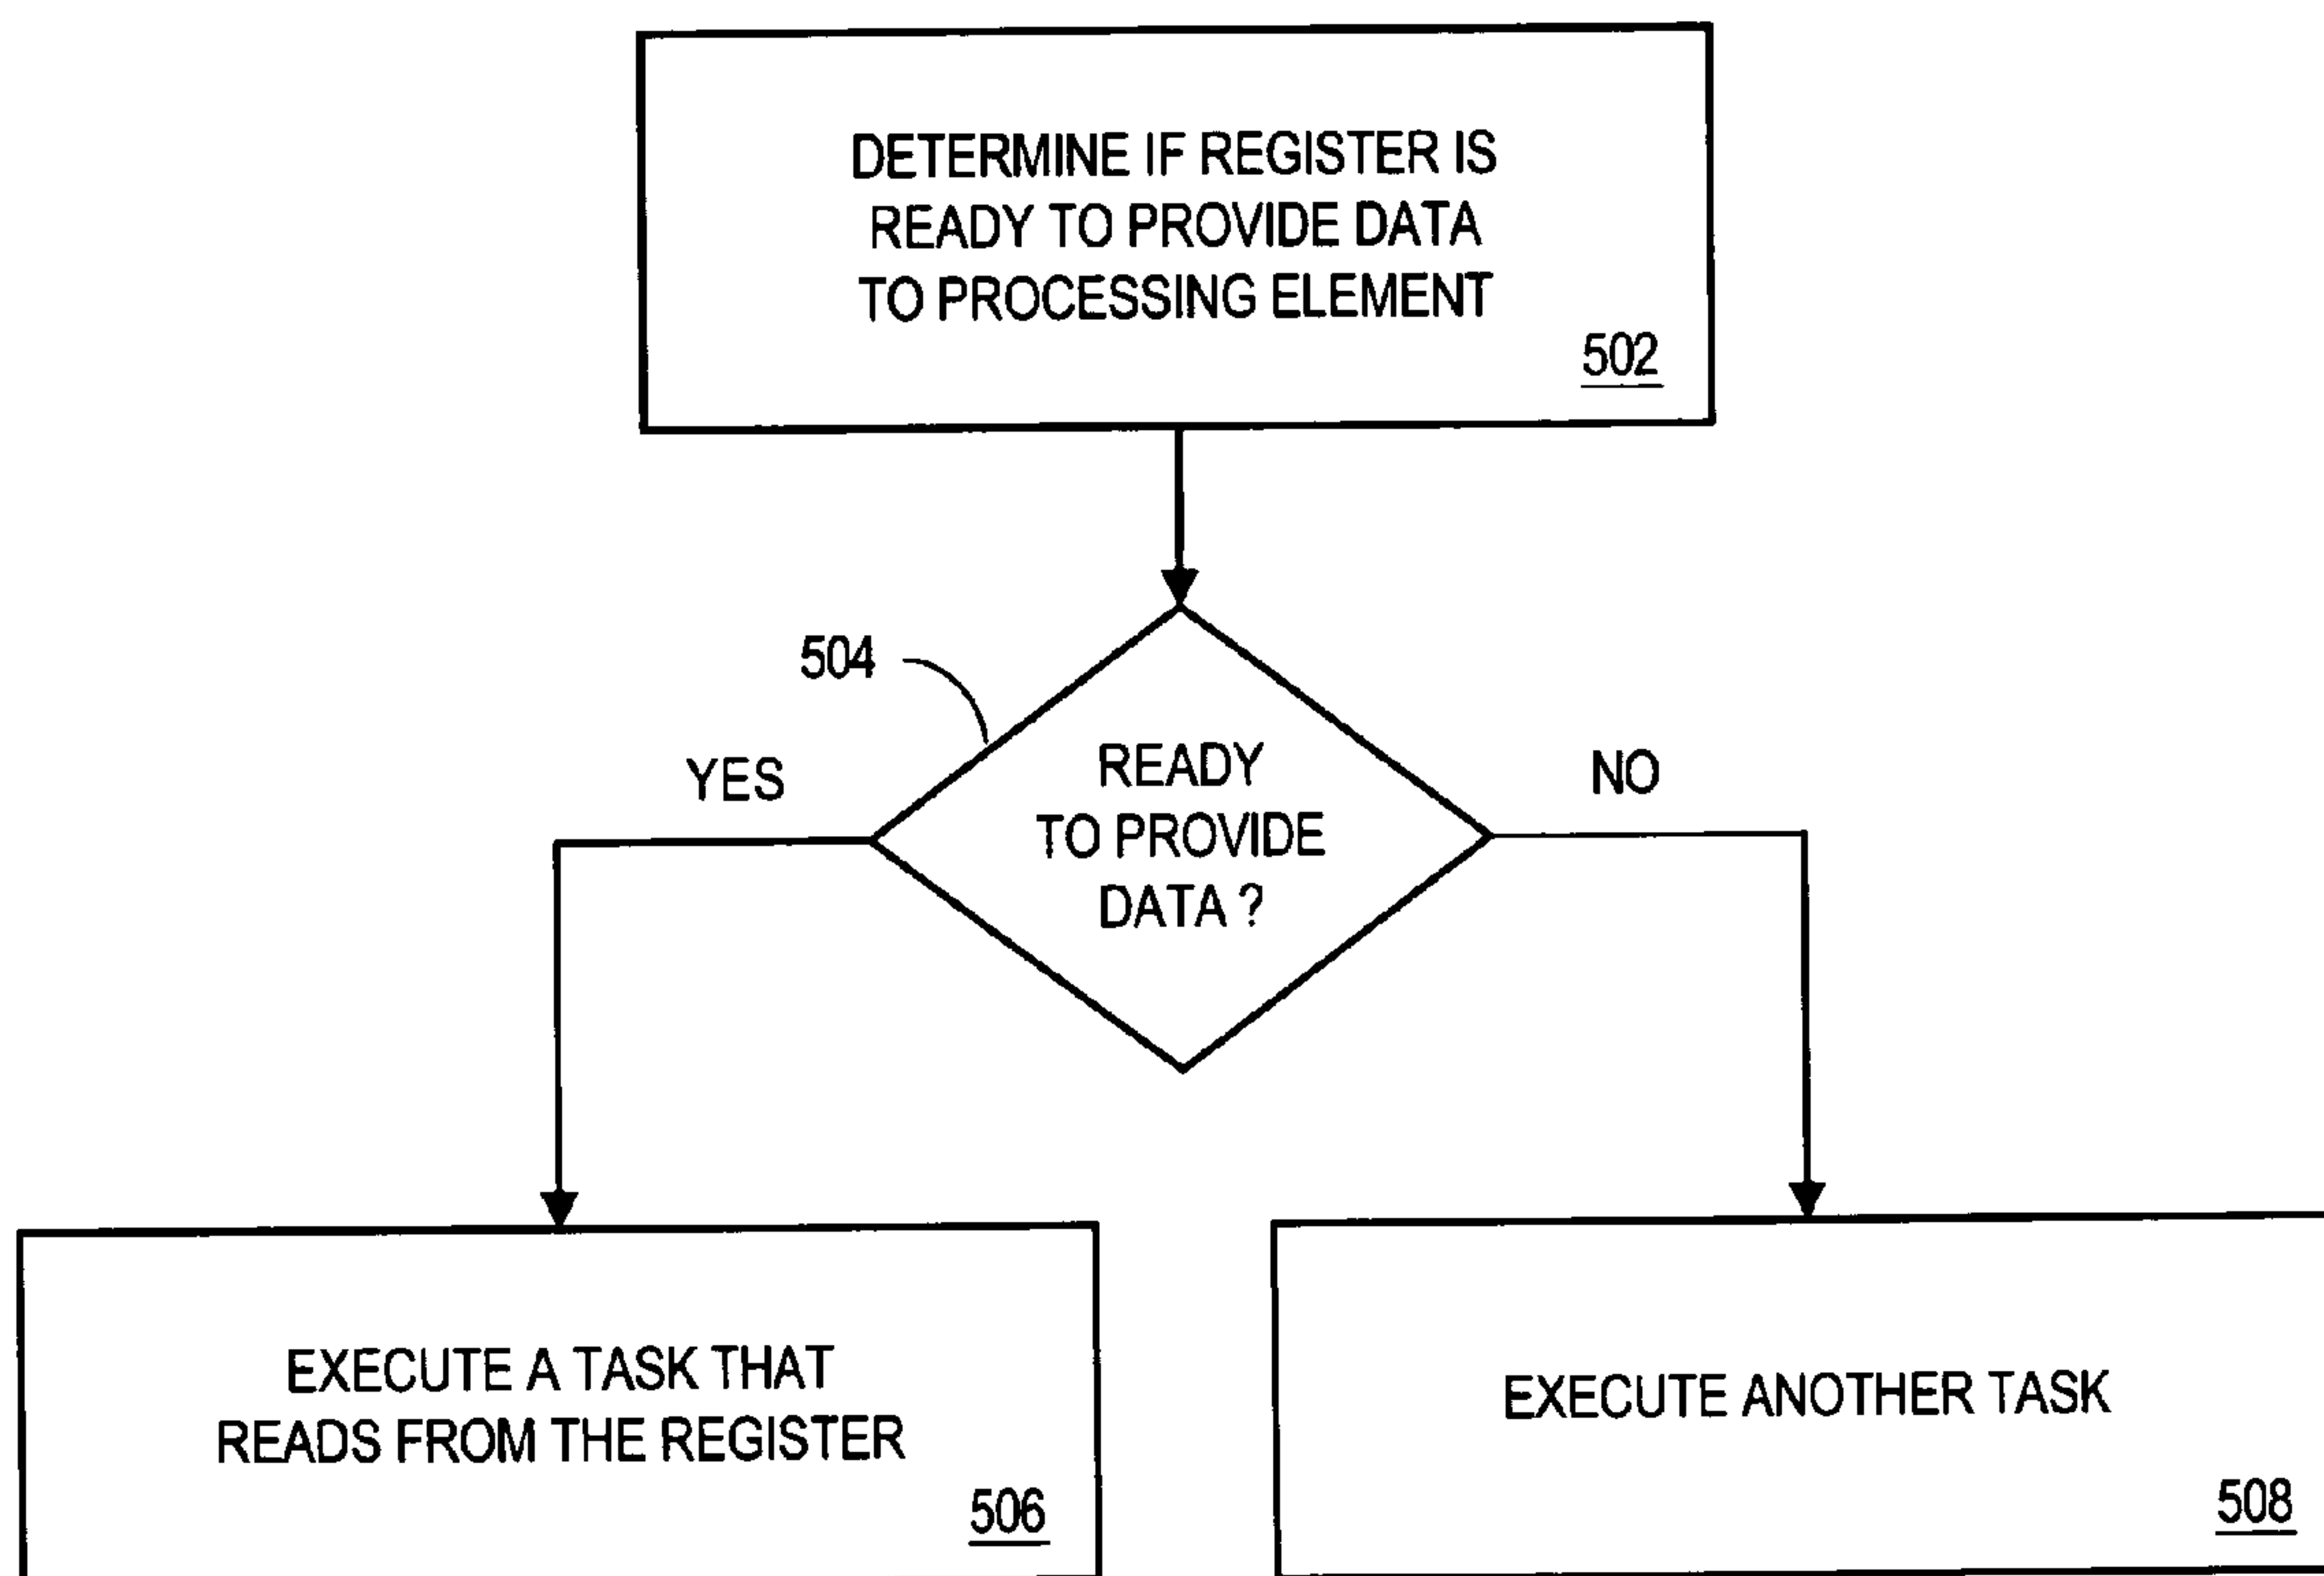 DETERMINE IF REGISTER IS
READY TO PROVIDE DATA
TO PROCESSING ELEMENT
502
504
YES
READY
TO PROVIDE
DATA ?
NO
EXECUTE A TASK THAT
READS FROM THE REGISTER
506
EXECUTE ANOTHER TASK
508